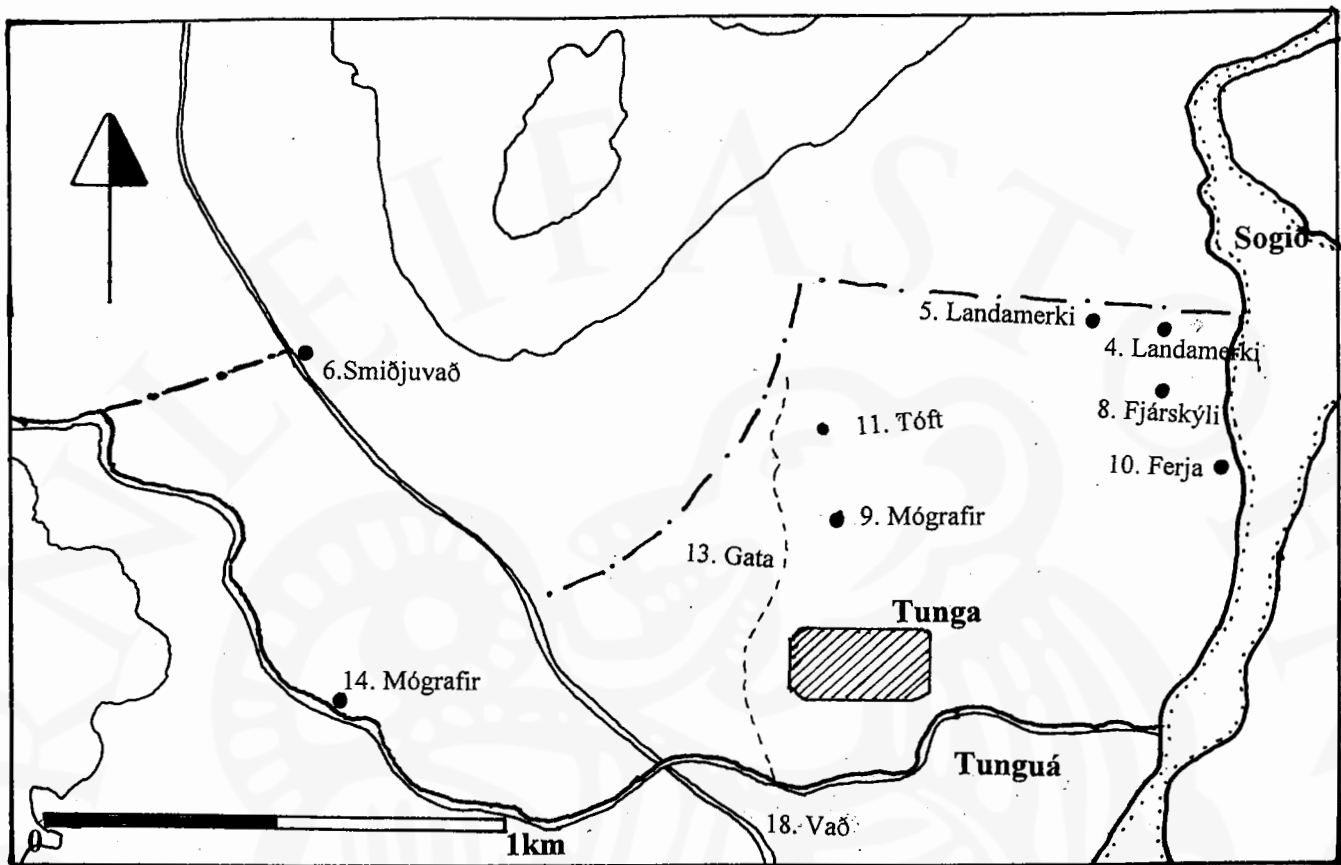 Sogið
5. Landamerki
4. Landamerki
6.Smiðjuvað
8. Fjárskýli
11. Tóft
10. Ferja
9. Mógrafir
13. Gata
Tunga
14. Mógrafir
Tunguá
18. Vað
0
1km